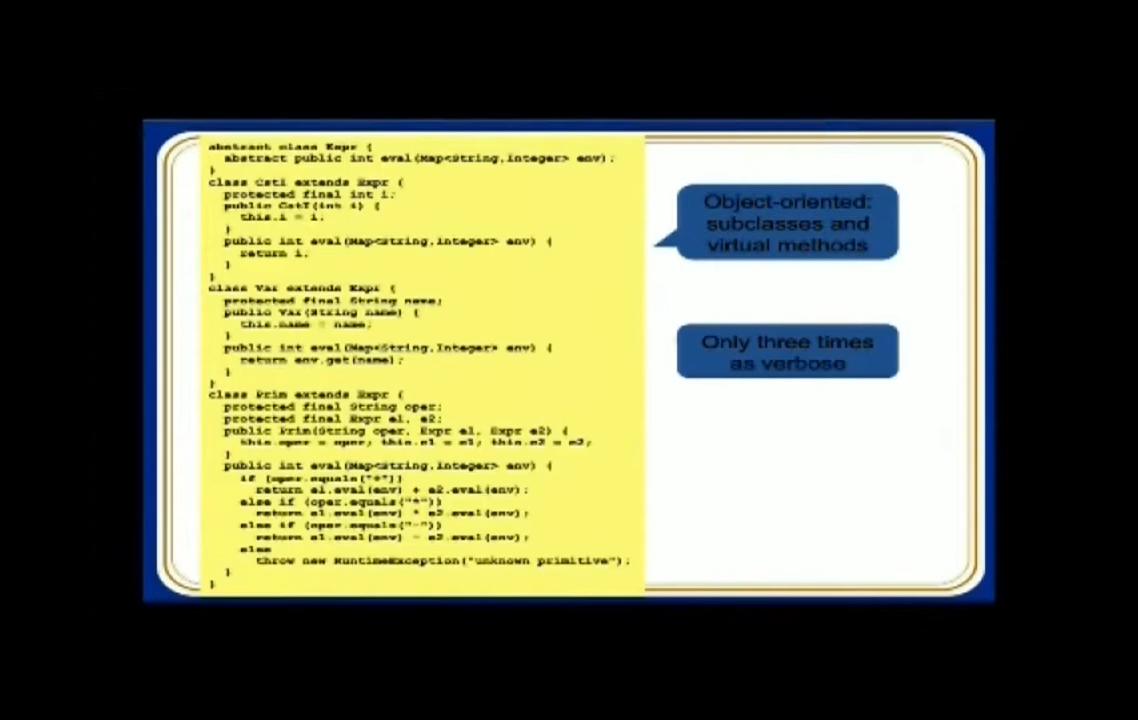 abstract class Expr {
abstract public int eval(Map<String,Integer> env);
}
class CstI extends Expr {
protected final int i;
public CstI(int i) {
this.i = i;
}
public int eval(Map<String,Integer> env) {
return i;
}
}
class Var extends Expr {
protected final String name;
public Var(String name) {
this.name = name;
}
public int eval(Map<String,Integer> env) {
return env.get(name);
}
}
class Prim extends Expr {
protected final String oper;
protected final Expr e1, e2;
public Prim(String oper, Expr e1, Expr e2) {
this.oper = oper; this.e1 = e1; this.e2 = e2;
}
public int eval(Map<String,Integer> env) {
if (oper.equals("+"))
return e1.eval(env) + e2.eval(env);
else if (oper.equals("*"))
return e1.eval(env) * e2.eval(env);
else if (oper.equals("-"))
return e1.eval(env) - e2.eval(env);
else
throw new RuntimeException("unknown primitive");
}
}
Object-oriented:
subclasses and
virtual methods
Only three times
as verbose